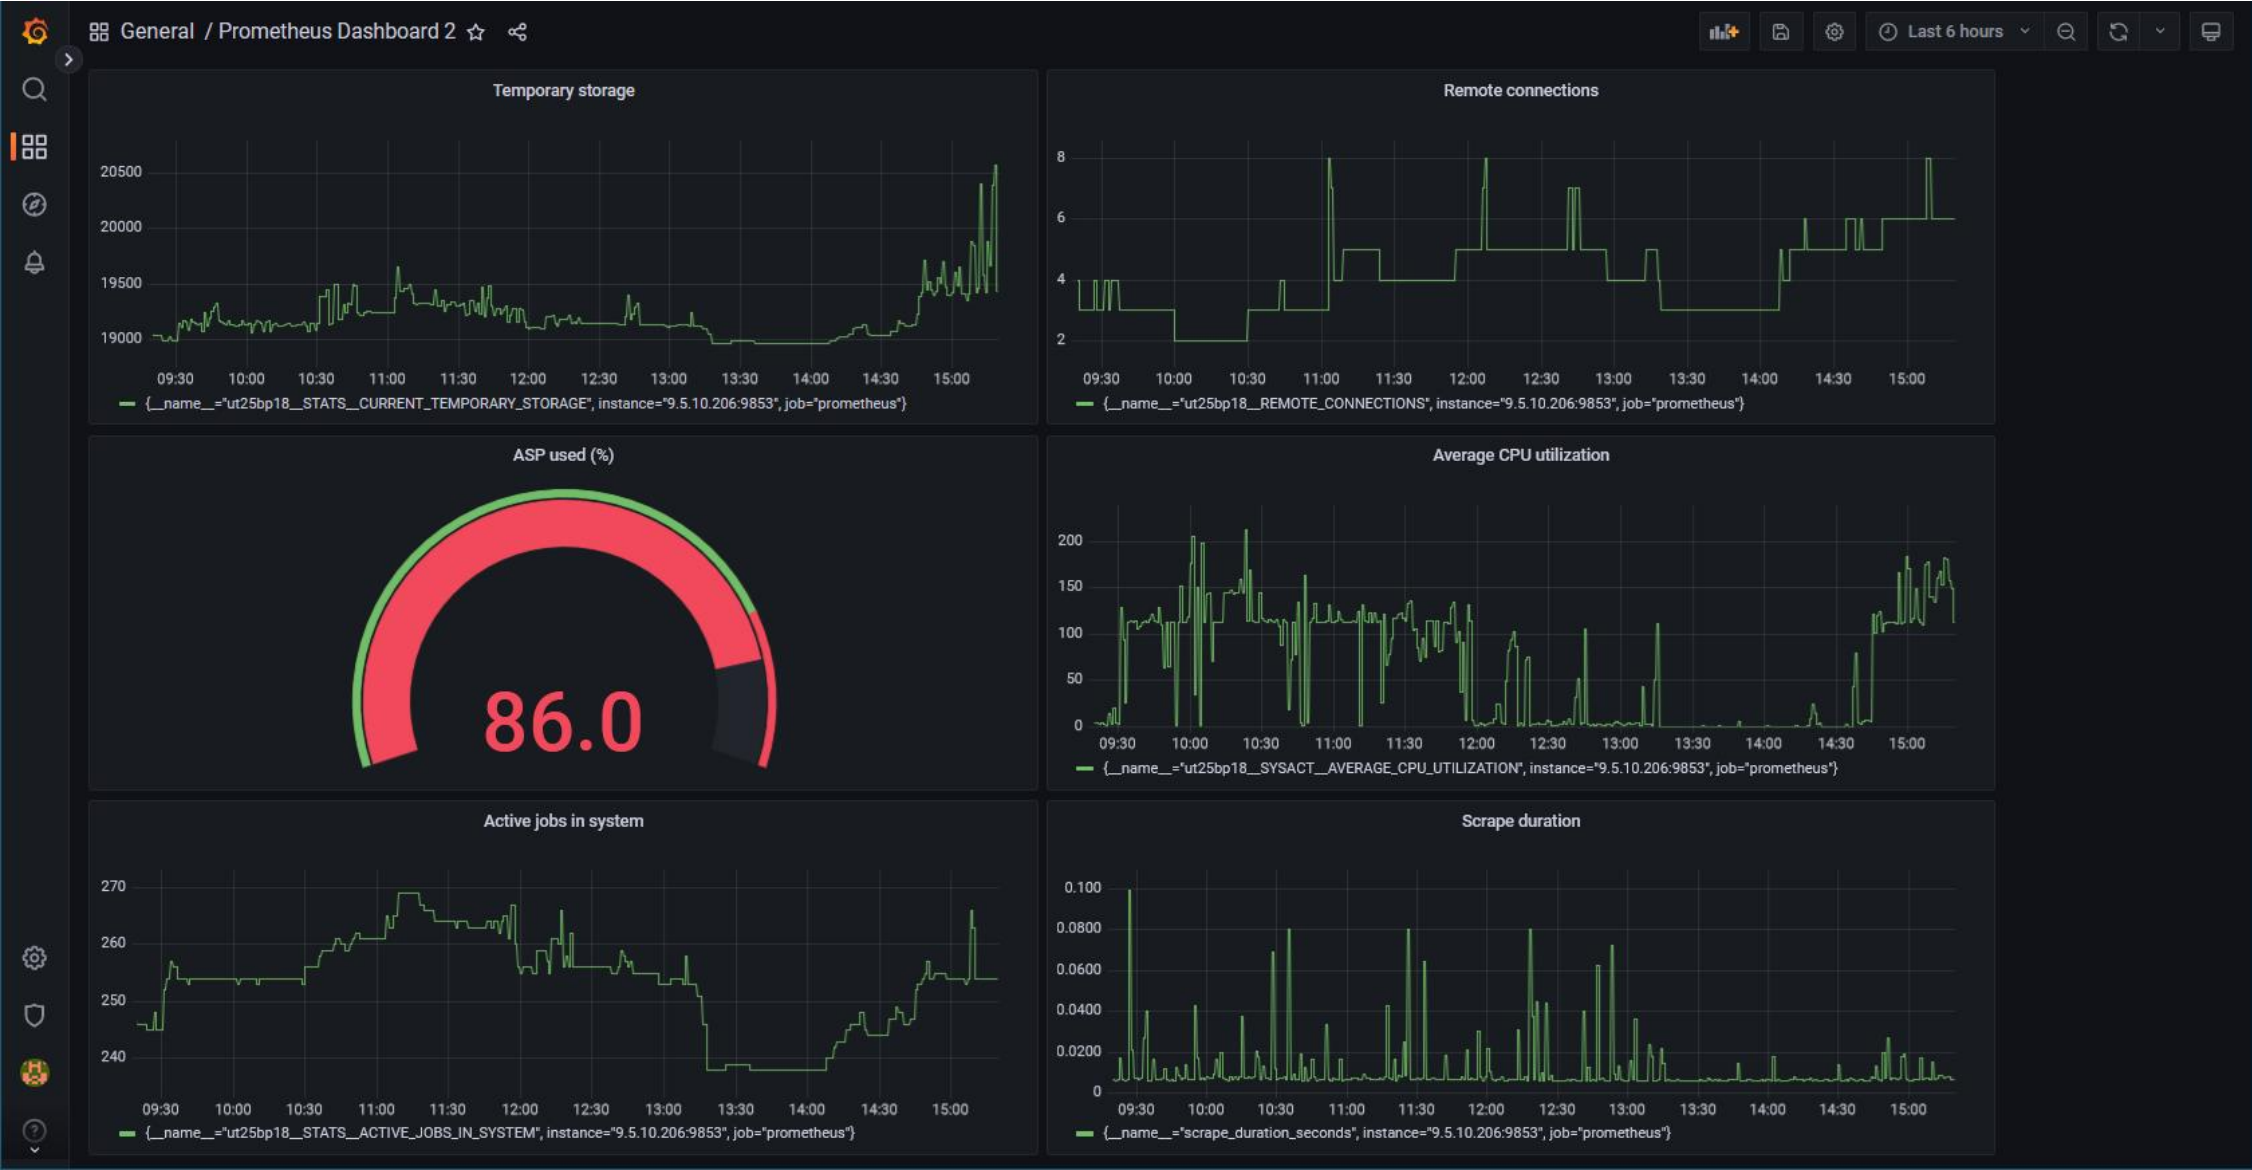 General / Prometheus Dashboard 2
Last 6 hours
Temporary storage
20500
20000
19500
19000
09:30 10:00 10:30 11:00 11:30 12:00 12:30 13:00 13:30 14:00 14:30 15:00
{__name__="ut25bp18__STATS__CURRENT_TEMPORARY_STORAGE", instance="9.5.10.206:9853", job="prometheus"}
Remote connections
8
6
4
2
09:30 10:00 10:30 11:00 11:30 12:00 12:30 13:00 13:30 14:00 14:30 15:00
{__name__="ut25bp18__REMOTE_CONNECTIONS", instance="9.5.10.206:9853", job="prometheus"}
ASP used (%)
86.0
Average CPU utilization
200
150
100
50
0
09:30 10:00 10:30 11:00 11:30 12:00 12:30 13:00 13:30 14:00 14:30 15:00
{__name__="ut25bp18__SYSACT__AVERAGE_CPU_UTILIZATION", instance="9.5.10.206:9853", job="prometheus"}
Active jobs in system
270
260
250
240
09:30 10:00 10:30 11:00 11:30 12:00 12:30 13:00 13:30 14:00 14:30 15:00
{__name__="ut25bp18__STATS__ACTIVE_JOBS_IN_SYSTEM", instance="9.5.10.206:9853", job="prometheus"}
Scrape duration
0.100
0.0800
0.0600
0.0400
0.0200
0
09:30 10:00 10:30 11:00 11:30 12:00 12:30 13:00 13:30 14:00 14:30 15:00
{__name__="scrape_duration_seconds", instance="9.5.10.206:9853", job="prometheus"}